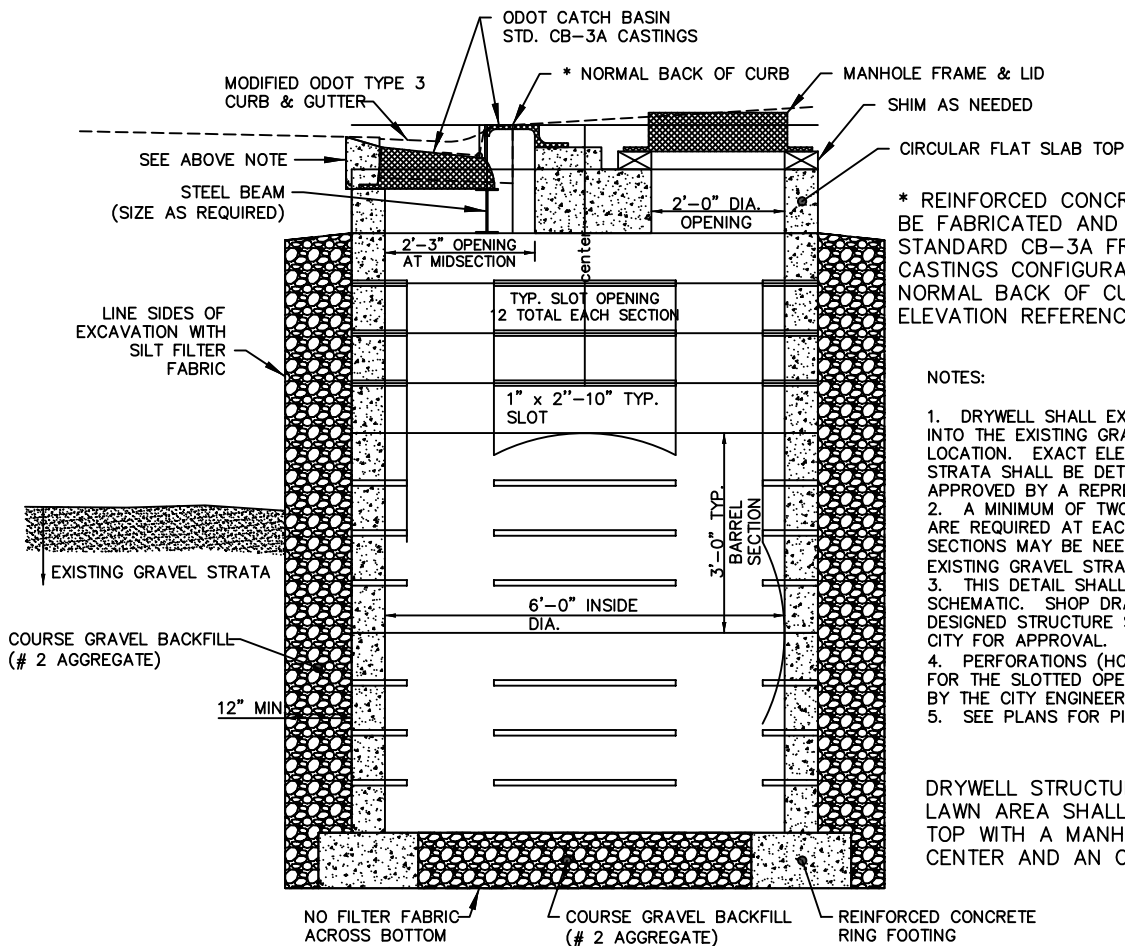 ODOT CATCH BASIN
STD. CB-3A CASTINGS
MODIFIED ODOT TYPE 3
CURB & GUTTER
* NORMAL BACK OF CURB
MANHOLE FRAME & LID
SHIM AS NEEDED
SEE ABOVE NOTE
CIRCULAR FLAT SLAB TOP
STEEL BEAM
(SIZE AS REQUIRED)
2'-0" DIA.
OPENING
2'-3" OPENING
AT MIDSECTION
center
* REINFORCED CONCR
BE FABRICATED AND
STANDARD CB-3A FR
CASTINGS CONFIGURA
NORMAL BACK OF CU
ELEVATION REFERENC
TYP. SLOT OPENING
12 TOTAL EACH SECTION
LINE SIDES OF
EXCAVATION WITH
SILT FILTER
FABRIC
1" x 2"-10" TYP.
SLOT
3'-0" TYP.
BARREL
SECTION
EXISTING GRAVEL STRATA
6'-0" INSIDE
DIA.
COURSE GRAVEL BACKFILL
(# 2 AGGREGATE)
12" MIN
NOTES:
1. DRYWELL SHALL EX
INTO THE EXISTING GRA
LOCATION. EXACT ELE
STRATA SHALL BE DET
APPROVED BY A REPRE
2. A MINIMUM OF TWO
ARE REQUIRED AT EACH
SECTIONS MAY BE NEE
EXISTING GRAVEL STRA
3. THIS DETAIL SHALL
SCHEMATIC. SHOP DRA
DESIGNED STRUCTURE S
CITY FOR APPROVAL.
4. PERFORATIONS (HO
FOR THE SLOTTED OPE
BY THE CITY ENGINEER
5. SEE PLANS FOR PI
DRYWELL STRUCTU
LAWN AREA SHALL
TOP WITH A MANH
CENTER AND AN O
NO FILTER FABRIC
ACROSS BOTTOM
COURSE GRAVEL BACKFILL
(# 2 AGGREGATE)
REINFORCED CONCRETE
RING FOOTING